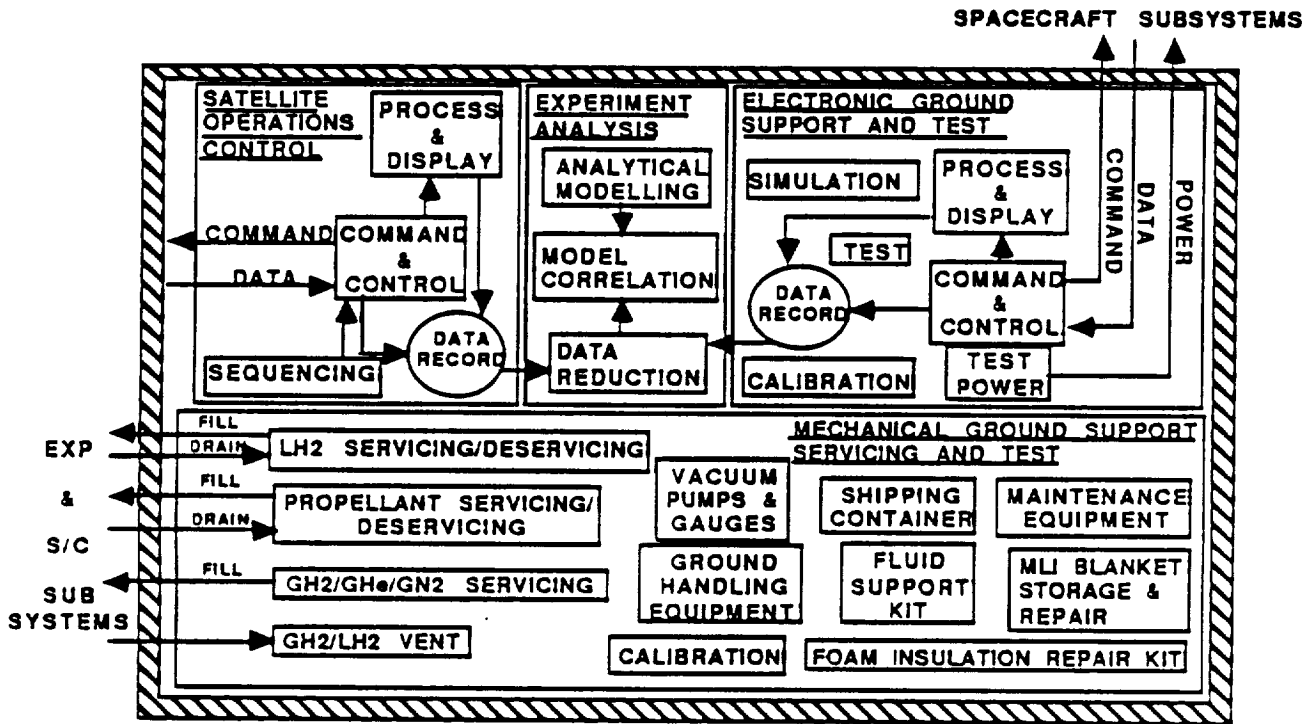 SPACECRAFT SUBSYSTEMS
SATELLITE
OPERATIONS
CONTROL
PROCESS
&
DISPLAY
COMMAND
DATA
COMMAND
&
CONTROL
SEQUENCING
DATA
RECORD
EXPERIMENT
ANALYSIS
ANALYTICAL
MODELLING
MODEL
CORRELATION
DATA
REDUCTION
ELECTRONIC GROUND
SUPPORT AND TEST
SIMULATION
PROCESS
&
DISPLAY
TEST
DATA
RECORD
COMMAND
&
CONTROL
CALIBRATION
TEST
POWER
COMMAND
DATA
POWER
EXP
&
S/C
SUB
SYSTEMS
FILL
DRAIN
LH2 SERVICING/DESERVICING
FILL
DRAIN
PROPELLANT SERVICING/
DESERVICING
FILL
GH2/GHe/GN2 SERVICING
GH2/LH2 VENT
MECHANICAL GROUND SUPPORT
SERVICING AND TEST
VACUUM
PUMPS &
GAUGES
SHIPPING
CONTAINER
MAINTENANCE
EQUIPMENT
GROUND
HANDLING
EQUIPMENT
FLUID
SUPPORT
KIT
MLI BLANKET
STORAGE &
REPAIR
CALIBRATION
FOAM INSULATION REPAIR KIT